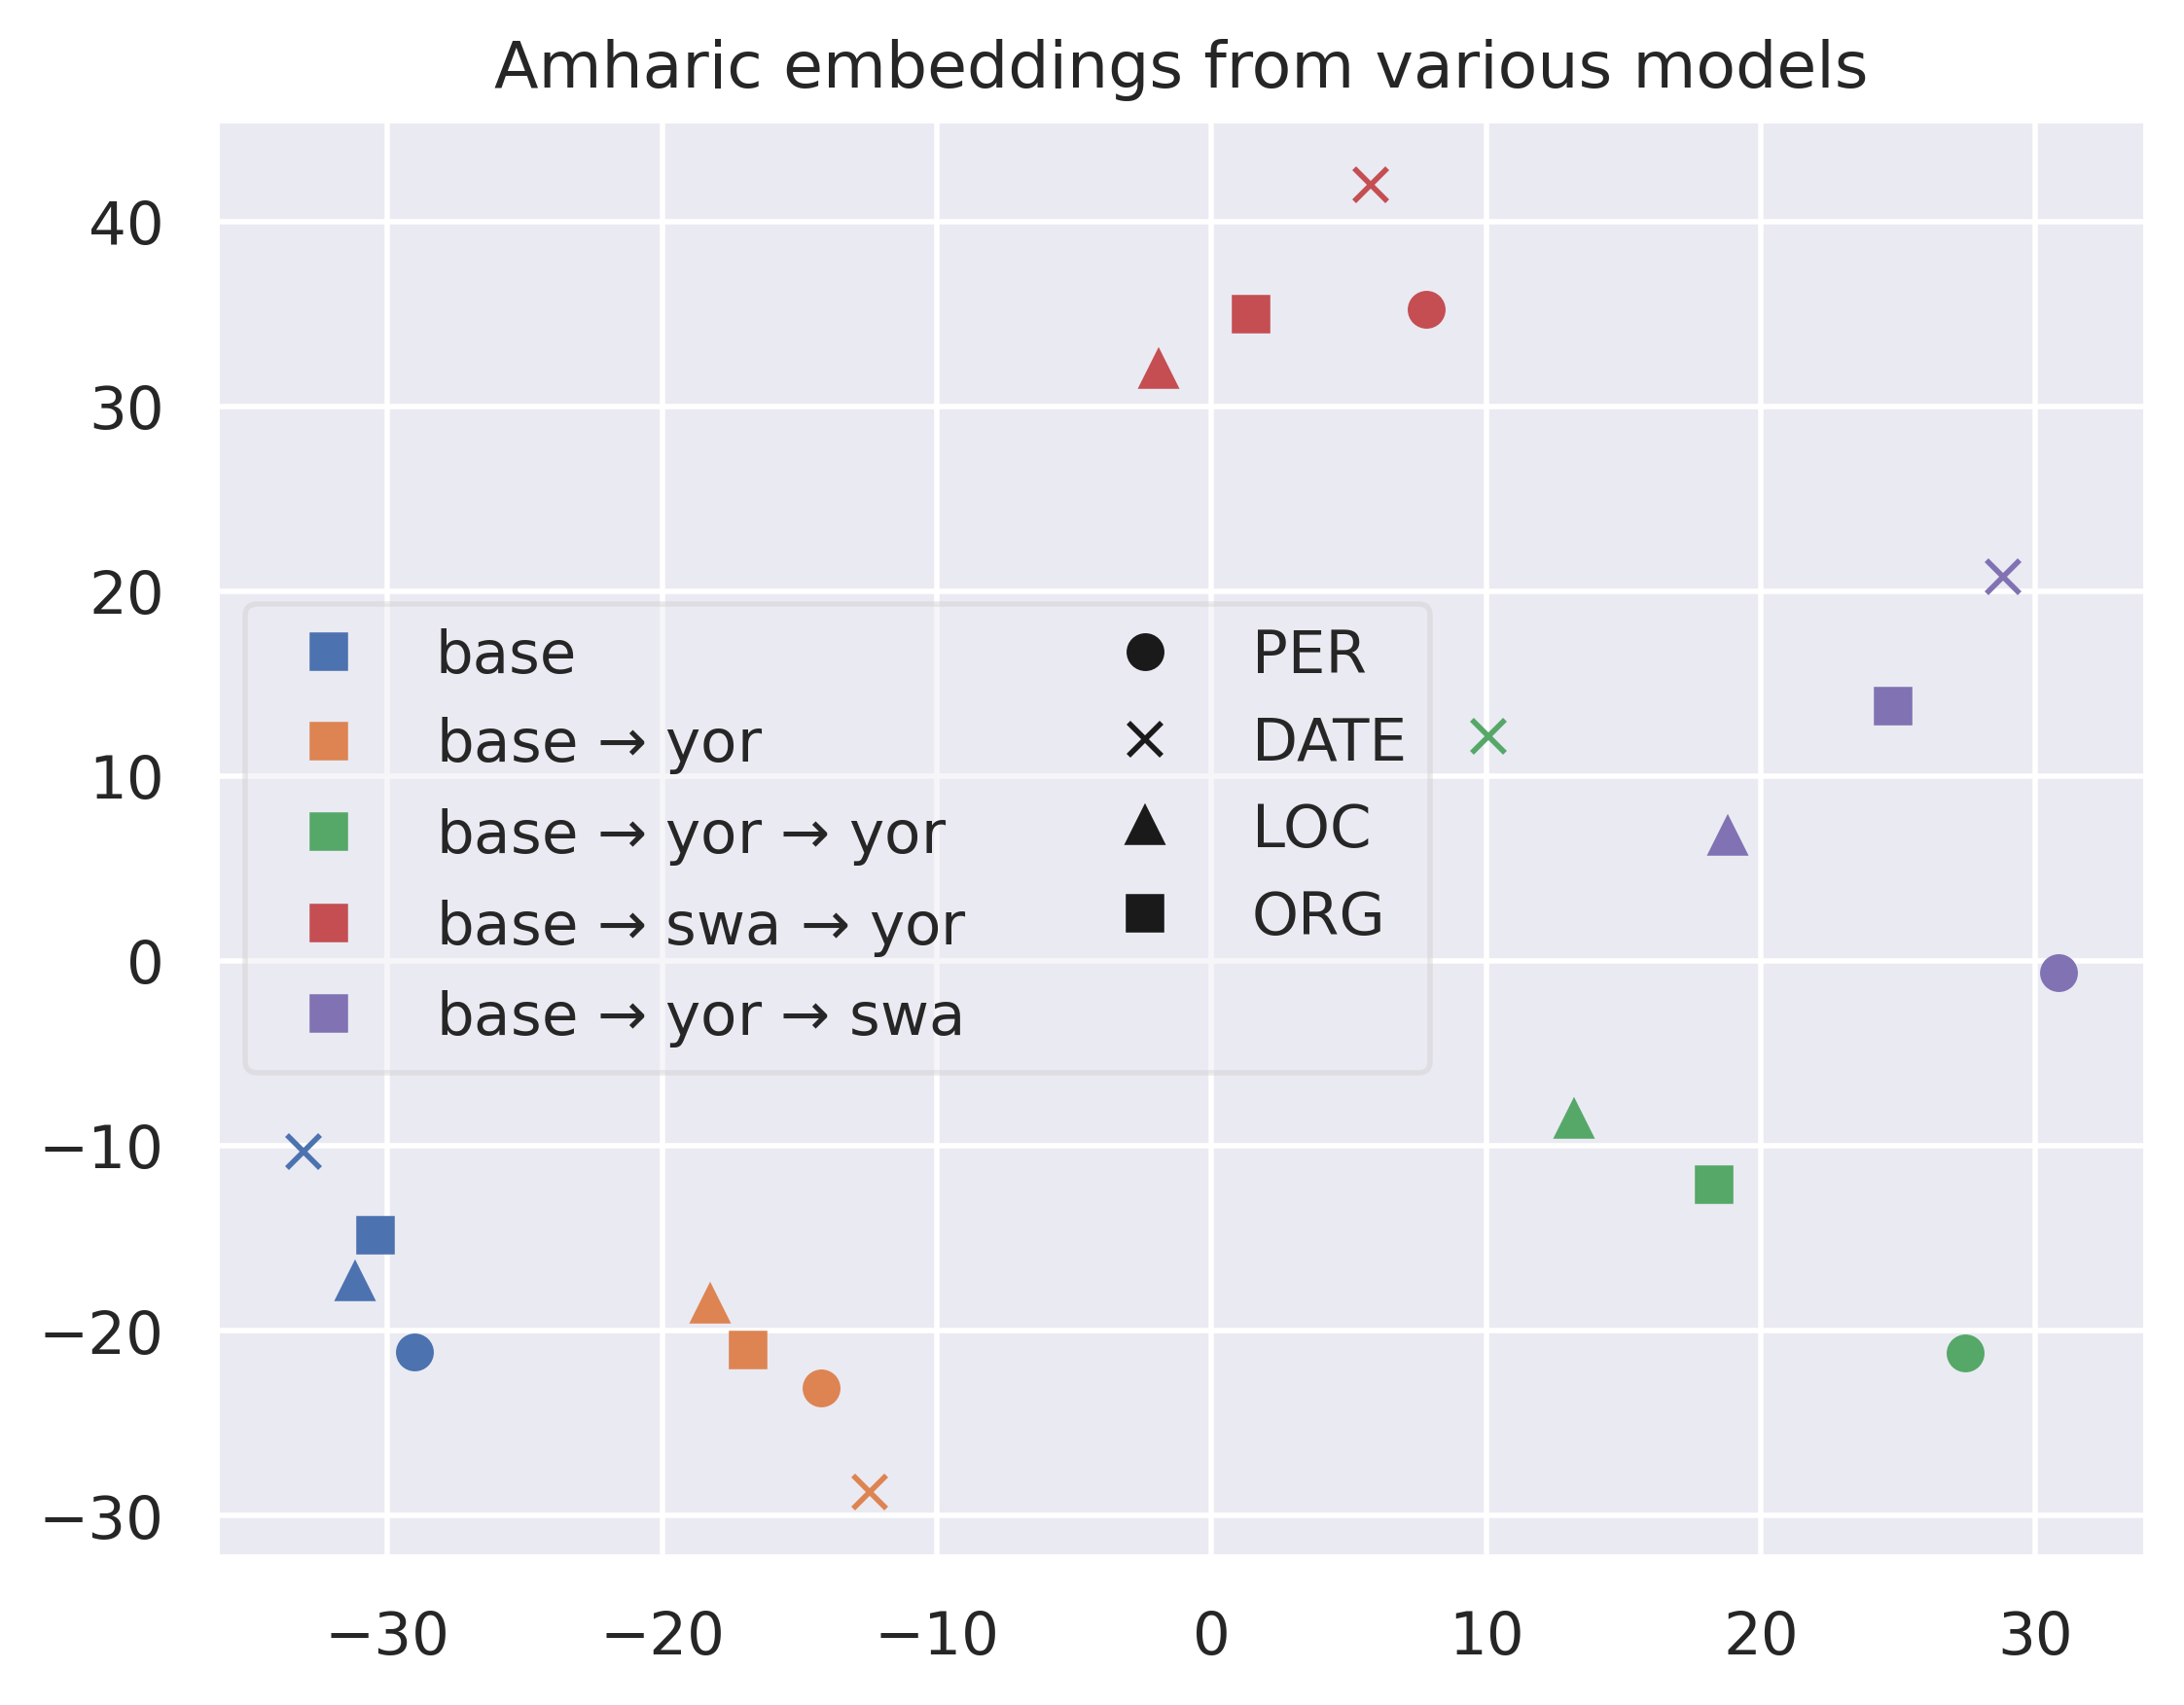 Amharic embeddings from various models
40
30
20
10
0
−10
−20
−30
base
base → yor
base → yor → yor
base → swa → yor
base → yor → swa
PER
DATE
LOC
ORG
−30 −20 −10 0 10 20 30